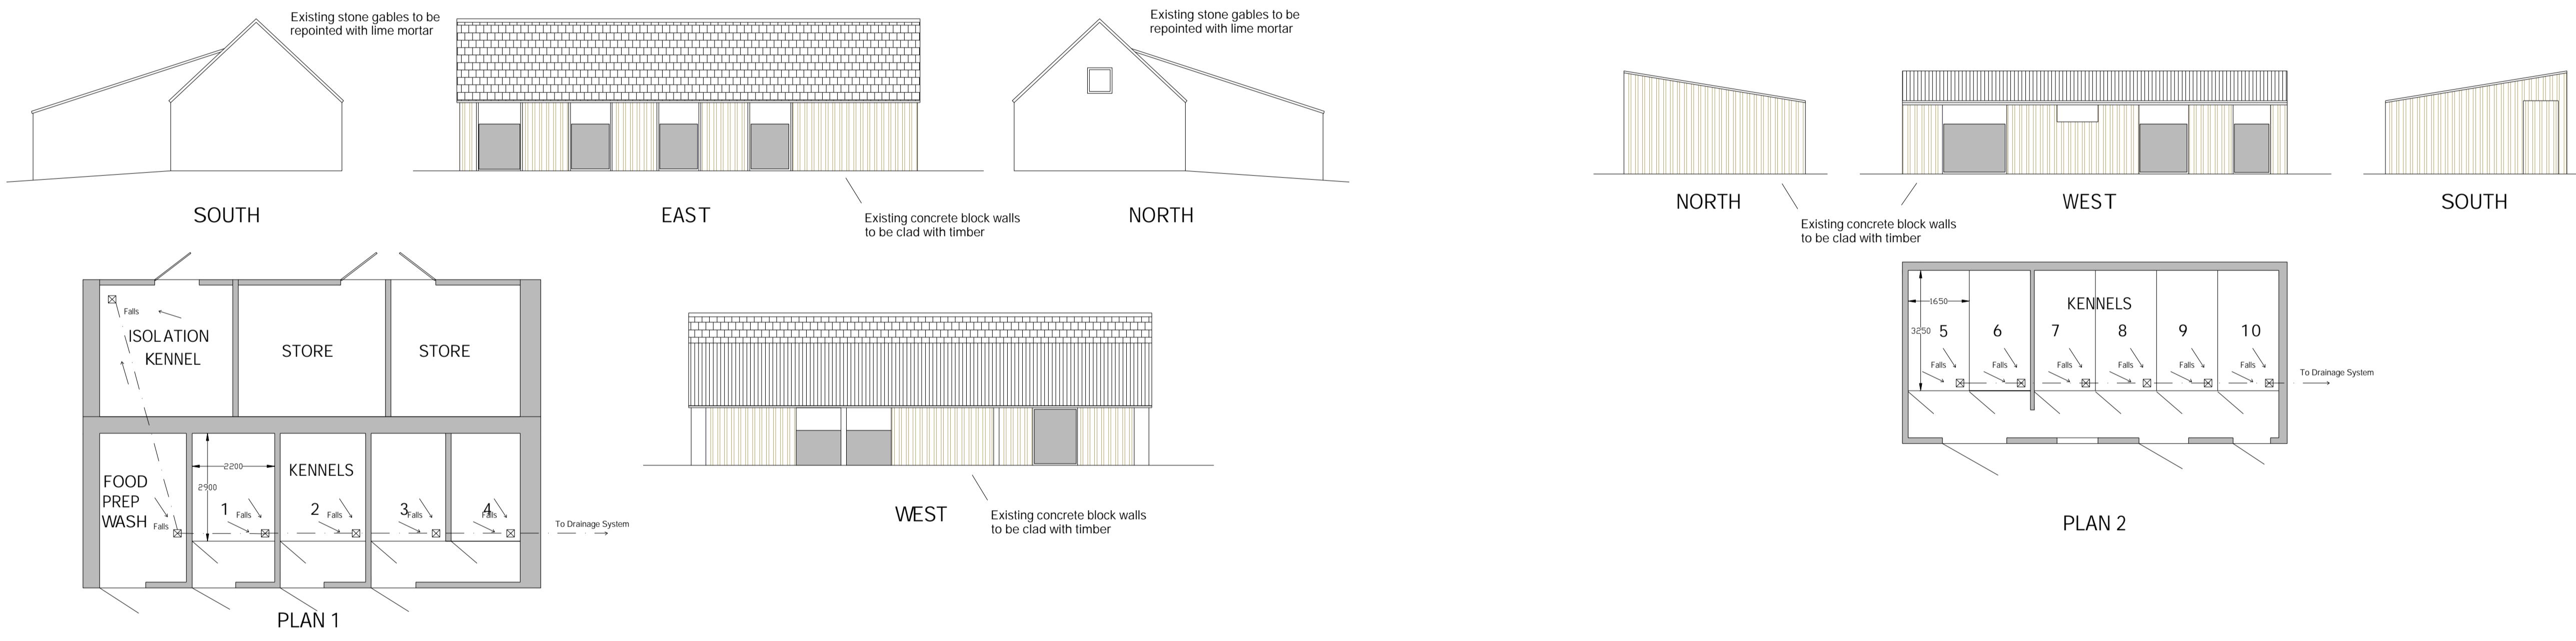 Existing stone gables to be
repointed with lime mortar
Existing stone gables to be
repointed with lime mortar
SOUTH
EAST
NORTH
Existing concrete block walls
to be clad with timber
NORTH
WEST
SOUTH
Existing concrete block walls
to be clad with timber
Falls
ISOLATION
KENNEL
STORE
STORE
FOOD
PREP
WASH
Falls
2200
2900
KENNELS
1
Falls
2
Falls
3
Falls
4
Falls
To Drainage System
PLAN 1
WEST
Existing concrete block walls
to be clad with timber
1650
3250
KENNELS
5
6
7
8
9
10
Falls
Falls
Falls
Falls
Falls
Falls
To Drainage System
PLAN 2